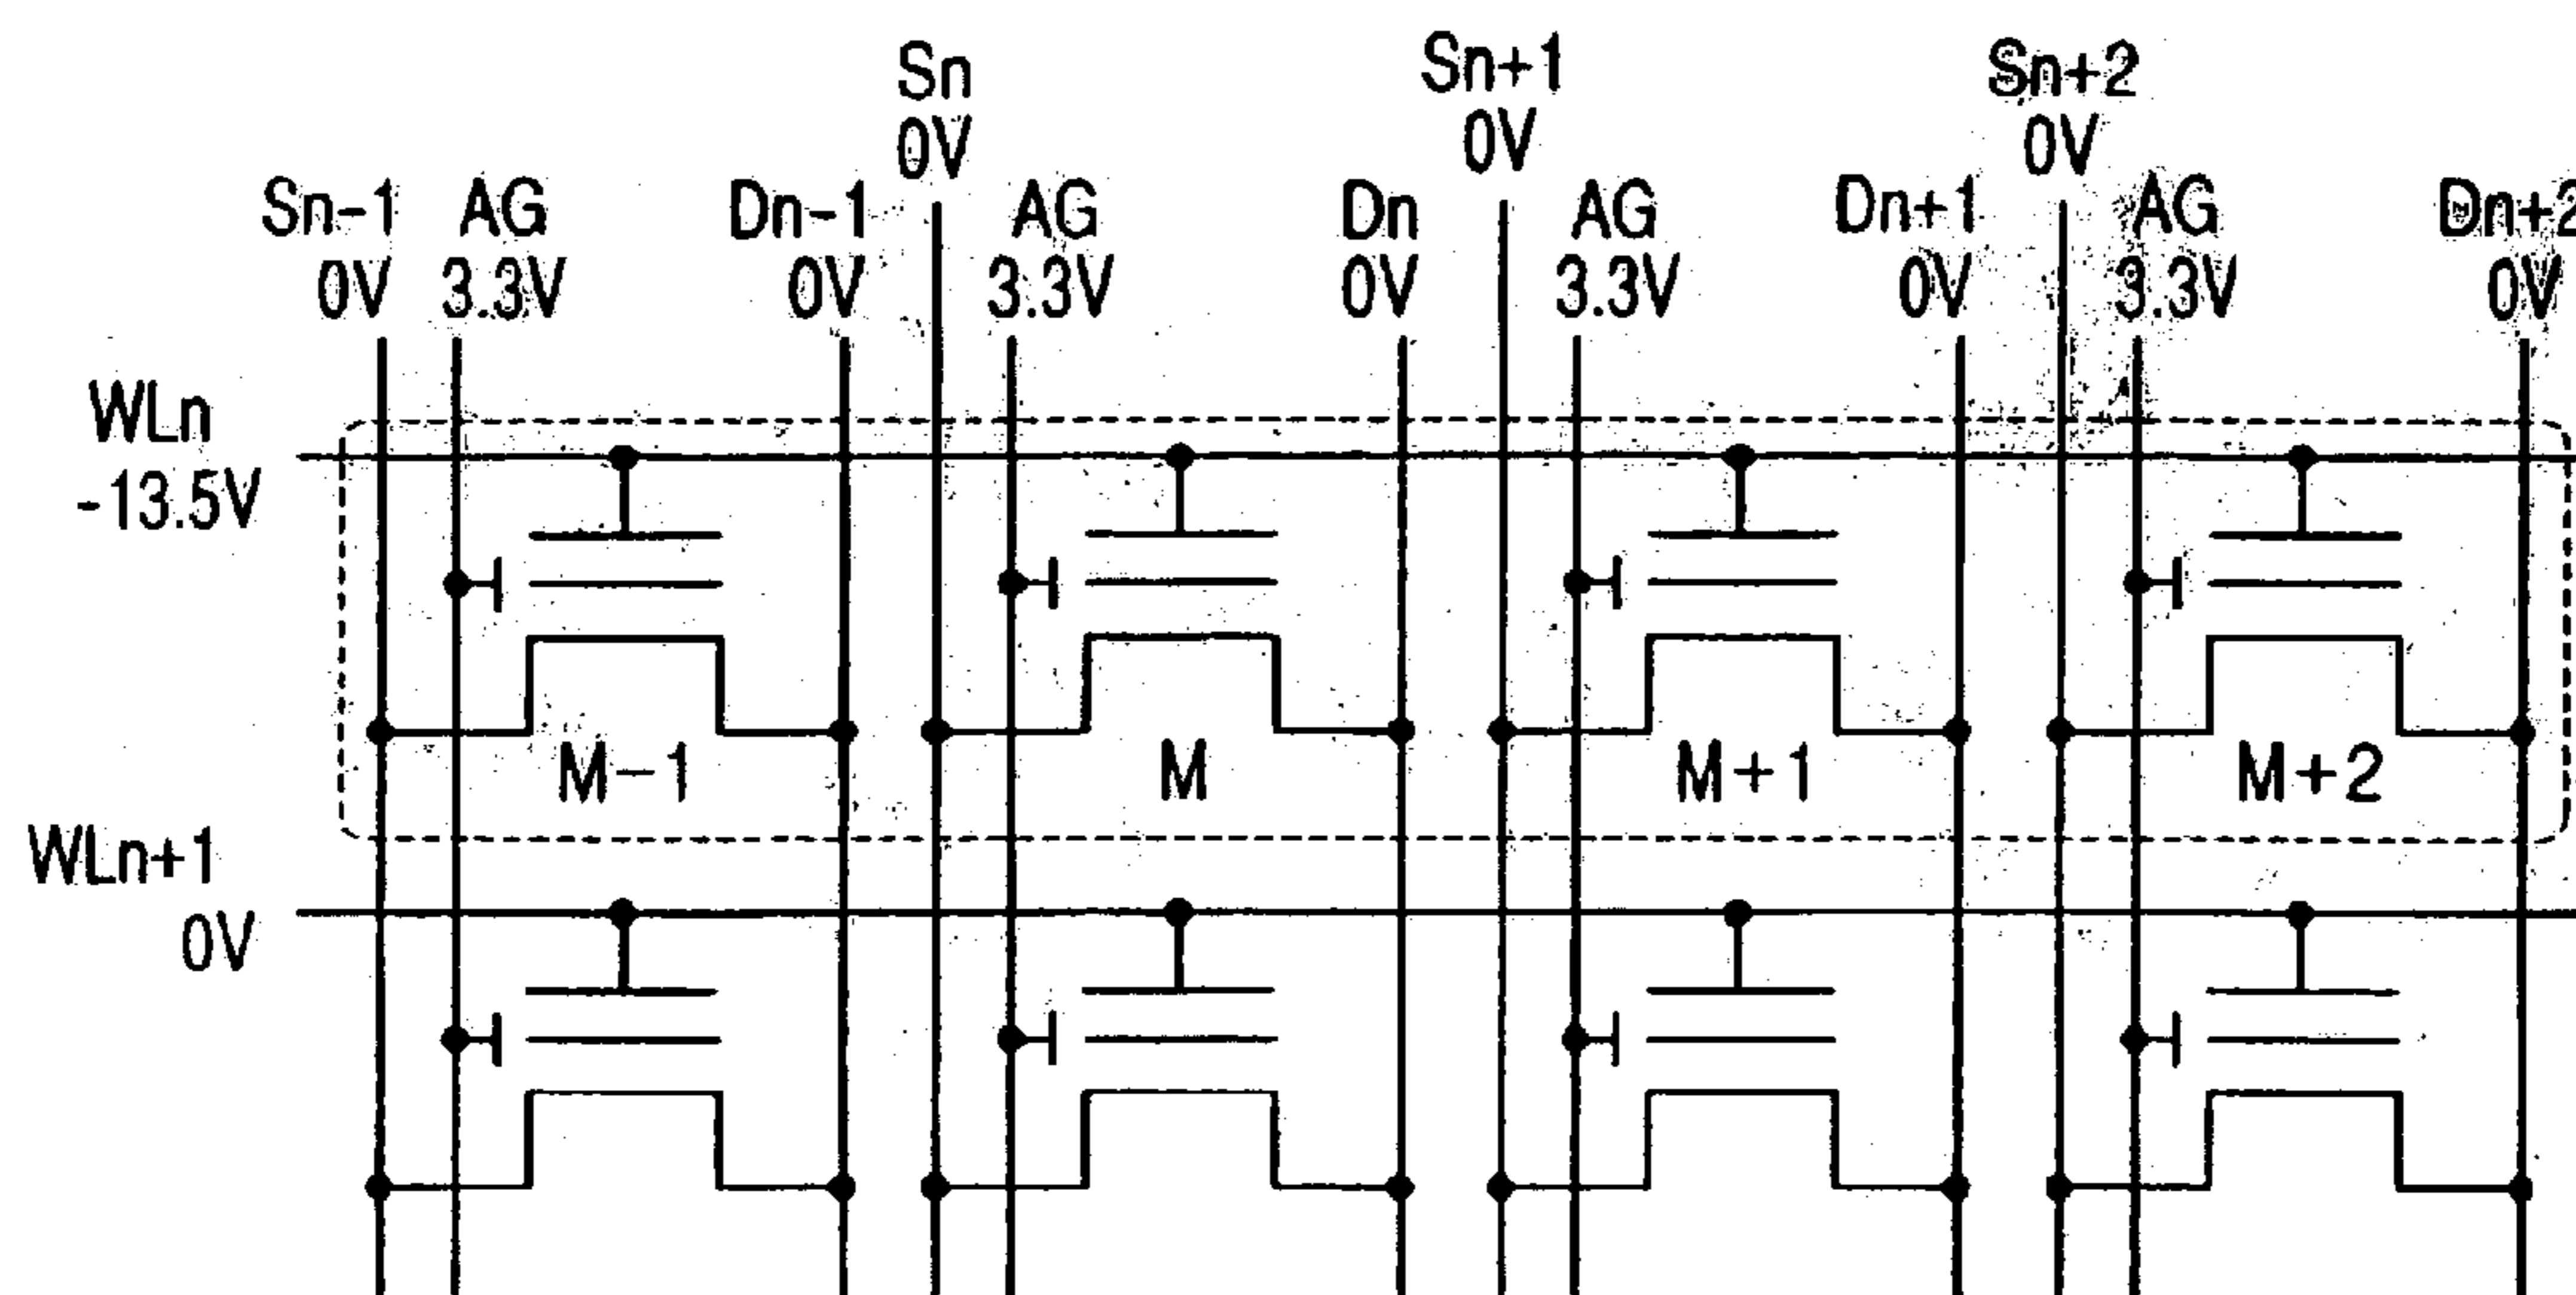 Sn
0V
Sn+1
0V
Sn+2
0V
Sn-1 AG Dn-1 AG Dn AG Dn+1 AG Dn+2
0V 3.3V 0V 3.3V 0V 3.3V 0V 3.3V 0V
WLn
-13.5V
M-1 M M+1 M+2
WLn+1
0V